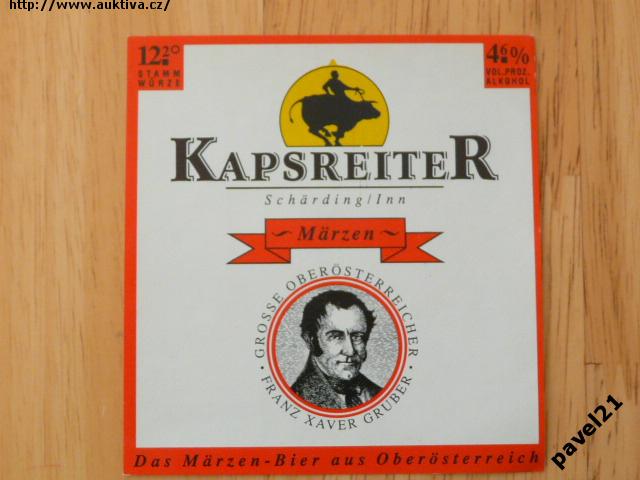 http://www.auktiva.cz/
12,2°
STAMM
WÜRZE
4,6%
VOL.PROZ.
ALKOHOL
KAPSREITER
Schärding/Inn
~ Märzen ~
GROSSE OBERÖSTERREICHER · FRANZ XAVER GRUBER ·
Das Märzen-Bier aus Oberösterreich
pavel21